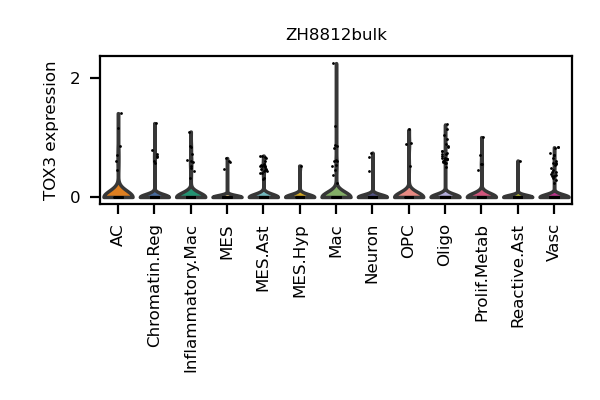 ZH8812bulk
TOX3 expression
2
0
AC
Chromatin.Reg
Inflammatory.Mac
MES
MES.Ast
MES.Hyp
Mac
Neuron
OPC
Oligo
Prolif.Metab
Reactive.Ast
Vasc